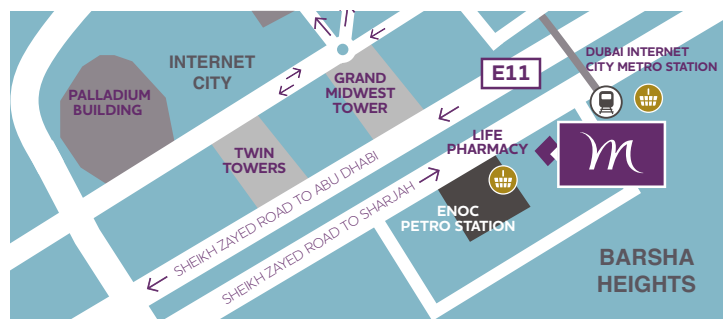 INTERNET
CITY
PALLADIUM
BUILDING
GRAND
MIDWEST
TOWER
E11
DUBAI INTERNET
CITY METRO STATION
TWIN
TOWERS
LIFE
PHARMACY
m
SHEIKH ZAYED ROAD TO ABU DHABI
SHEIKH ZAYED ROAD TO SHARJAH
ENOC
PETRO STATION
BARSHA
HEIGHTS